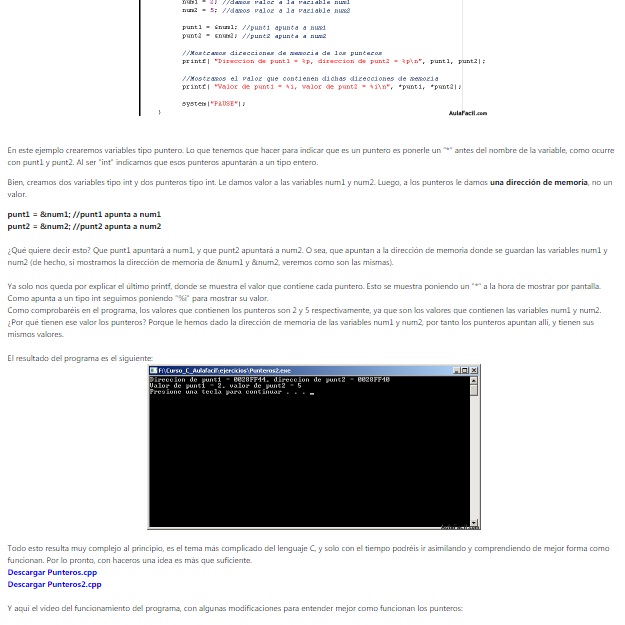 num1 = 2; //damos valor a la variable num1
num2 = 5; //damos valor a la variable num2
punt1 = &num1; //punt1 apunta a num1
punt2 = &num2; //punt2 apunta a num2
//Mostramos direcciones de memoria de los punteros
printf( "Direccion de punt1 = %p, direccion de punt2 = %p\n", punt1, punt2);
//Mostramos el valor que contienen dichas direcciones de memoria
printf( "Valor de punt1 = %i, valor de punt2 = %i\n", *punt1, *punt2);
system("PAUSE");
}
AulaFacil.com
En este ejemplo crearemos variables tipo puntero. Lo que tenemos que hacer para indicar que es un puntero es ponerle un "*" antes del nombre de la variable, como ocurre
con punt1 y punt2. Al ser "int" indicamos que esos punteros apuntarán a un tipo entero.
Bien, creamos dos variables tipo int y dos punteros tipo int. Le damos valor a las variables num1 y num2. Luego, a los punteros le damos una dirección de memoria, no un
valor.
punt1 = &num1; //punt1 apunta a num1
punt2 = &num2; //punt2 apunta a num2
¿Qué quiere decir esto? Que punt1 apuntará a num1, y que punt2 apuntará a num2. O sea, que apuntan a la dirección de memoria donde se guardan las variables num1 y
num2 (de hecho, si mostramos la dirección de memoria de &num1 y &num2, veremos como son las mismas).
Ya solo nos queda por explicar el último printf, donde se muestra el valor que contiene cada puntero. Esto se muestra poniendo un "*" a la hora de mostrar por pantalla.
Como apunta a un tipo int seguimos poniendo "%i" para mostrar su valor.
Como comprobaréis en el programa, los valores que contienen los punteros son 2 y 5 respectivamente, ya que son los valores que contienen las variables num1 y num2.
¿Por qué tienen ese valor los punteros? Porque le hemos dado la dirección de memoria de las variables num1 y num2, por tanto los punteros apuntan allí, y tienen sus
mismos valores.
El resultado del programa es el siguiente:
F:\Curso_C_Aulafacil\ejercicios\Punteros2.exe
Direccion de punt1 = 0028FF44, direccion de punt2 = 0028FF40
Valor de punt1 = 2, valor de punt2 = 5
Presione una tecla para continuar . . . _
AulaFacil.com
Todo esto resulta muy complejo al principio, es el tema más complicado del lenguaje C, y solo con el tiempo podréis ir asimilando y comprendiendo de mejor forma como
funcionan. Por lo pronto, con haceros una idea es más que suficiente.
Descargar Punteros.cpp
Descargar Punteros2.cpp
Y aquí el video del funcionamiento del programa, con algunas modificaciones para entender mejor como funcionan los punteros: